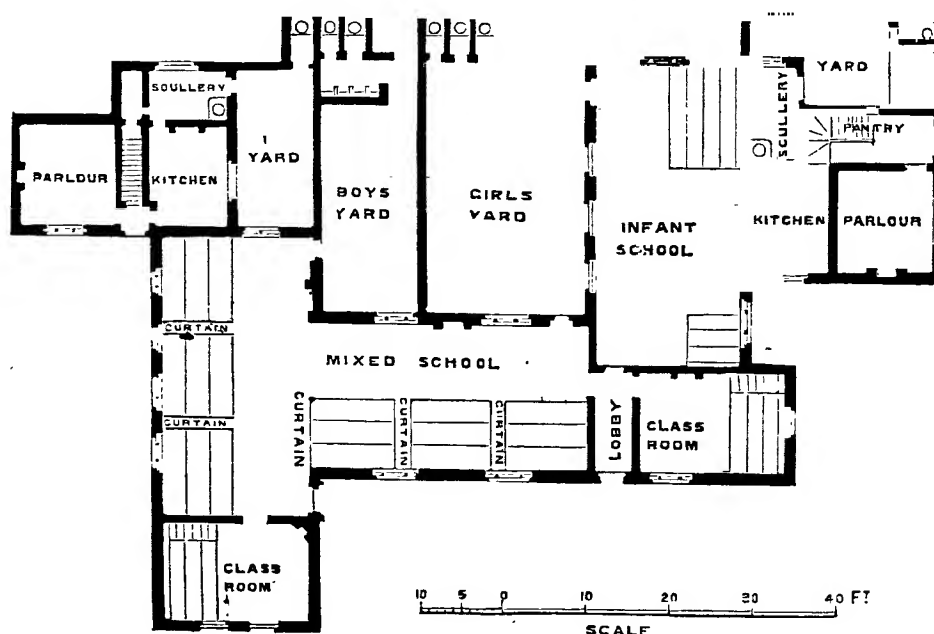 SCULLERY
YARD
PARLOUR
KITCHEN
BOYS
YARD
GIRLS
YARD
INFANT
SCHOOL
SCULLERY
YARD
PANTRY
KITCHEN
PARLOUR
CURTAIN
CURTAIN
MIXED SCHOOL
CURTAIN
CURTAIN
CURTAIN
LOBBY
CLASS
ROOM
CLASS
ROOM
10 5 0 10 20 30 40 FT
SCALE